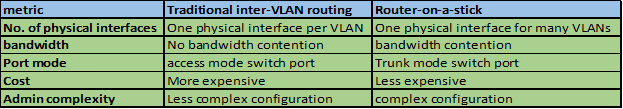 metric Traditional inter-VLAN routing Router-on-a-stick
No. of physical interfaces One physical interface per VLAN One physical interface for many VLANs
bandwidth No bandwidth contention bandwidth contention
Port mode access mode switch port Trunk mode switch port
Cost More expensive Less expensive
Admin complexity Less complex configuration complex configuration